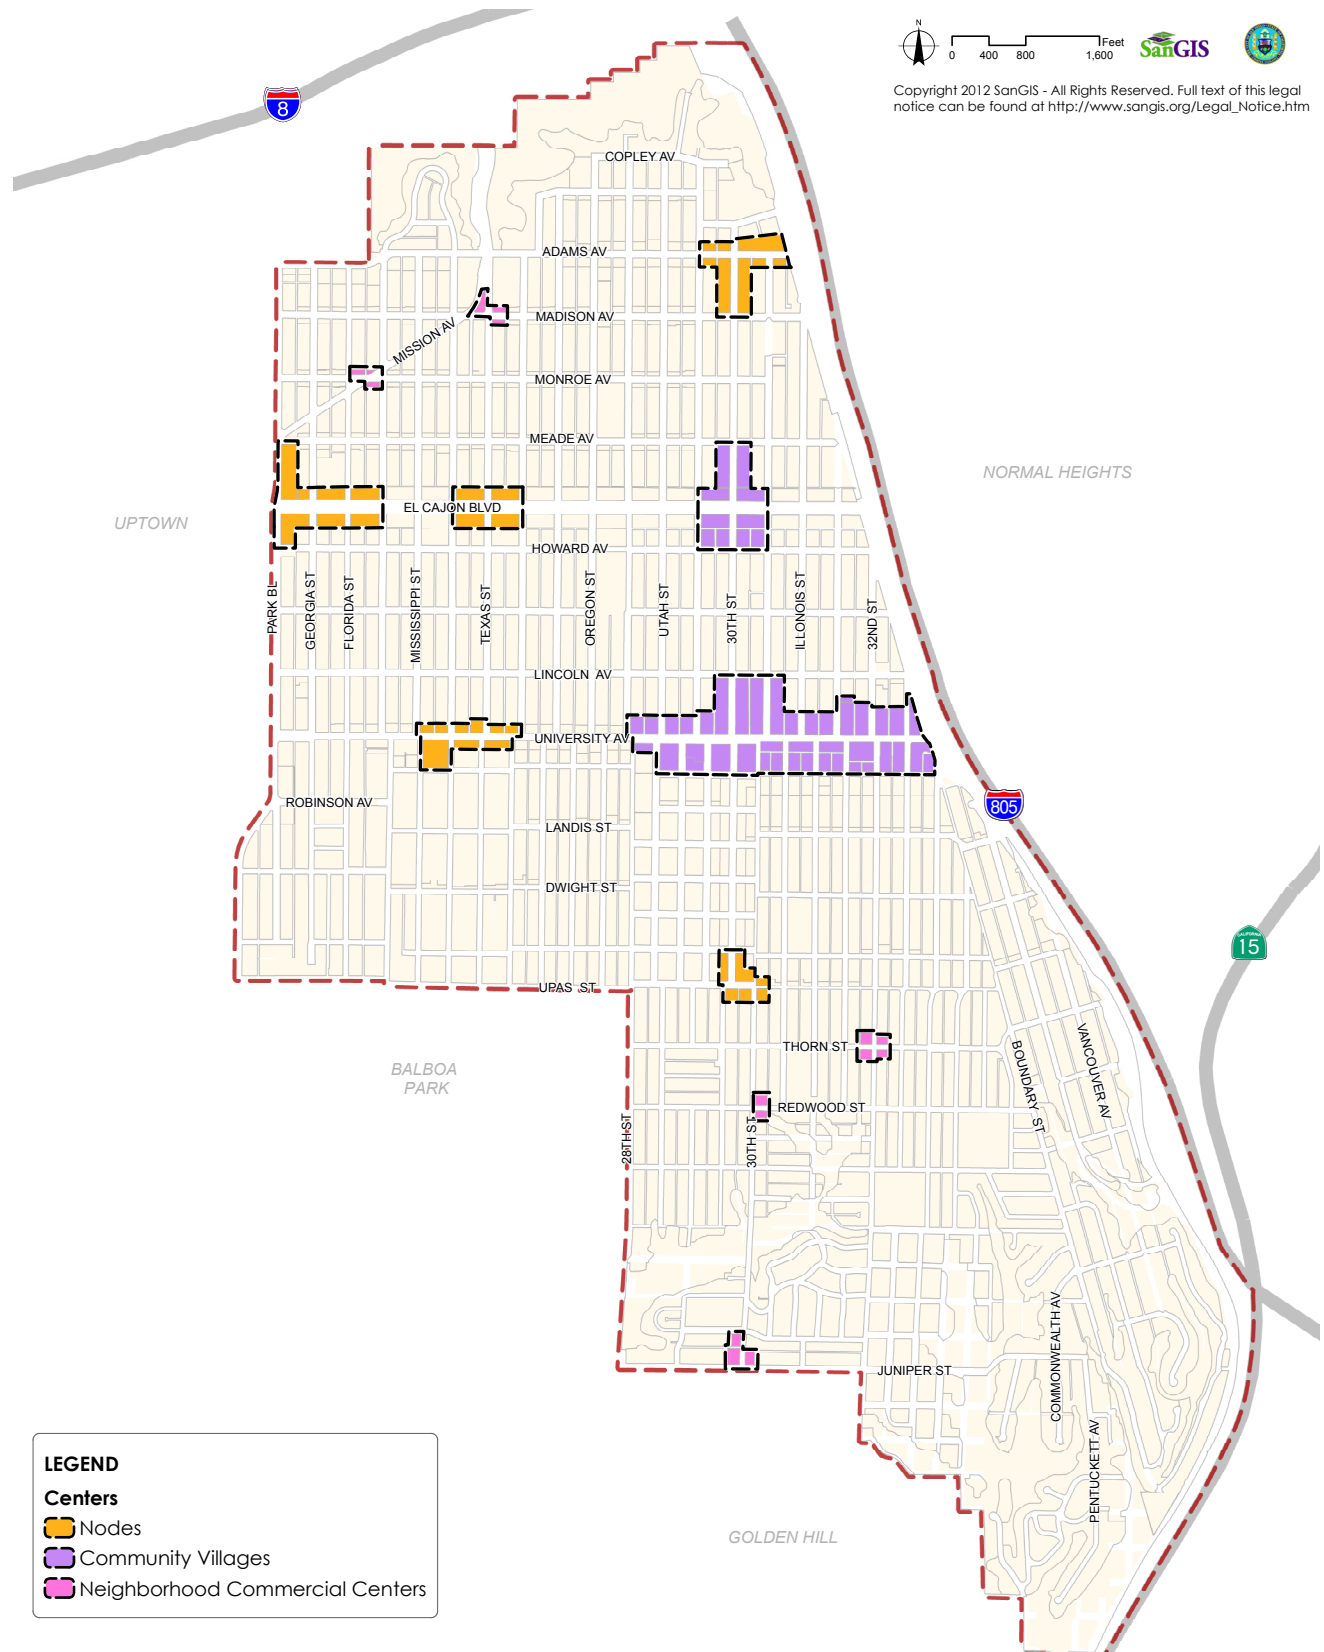 N
0 400 800 1,600
Feet
SanGIS
Copyright 2012 SanGIS - All Rights Reserved. Full text of this legal
notice can be found at http://www.sangis.org/Legal_Notice.htm
8
COPLEY AV
ADAMS AV
MADISON AV
MISSION AV
MONROE AV
MEADE AV
NORMAL HEIGHTS
UPTOWN
EL CAJON BLVD
HOWARD AV
PARK BL
GEORGIA ST
FLORIDA ST
MISSISSIPPI ST
TEXAS ST
OREGON ST
UTAH ST
30TH ST
ILLONOIS ST
32ND ST
LINCOLN AV
UNIVERSITY AV
ROBINSON AV
805
LANDIS ST
DWIGHT ST
CALIFORNIA
15
UPAS ST
THORN ST
BOUNDARY ST
VANCOUVER AV
BALBOA
PARK
REDWOOD ST
28TH ST
30TH ST
COMMONWEALTH AV
JUNIPER ST
PENTUCKETT AV
GOLDEN HILL
LEGEND
Centers
Nodes
Community Villages
Neighborhood Commercial Centers